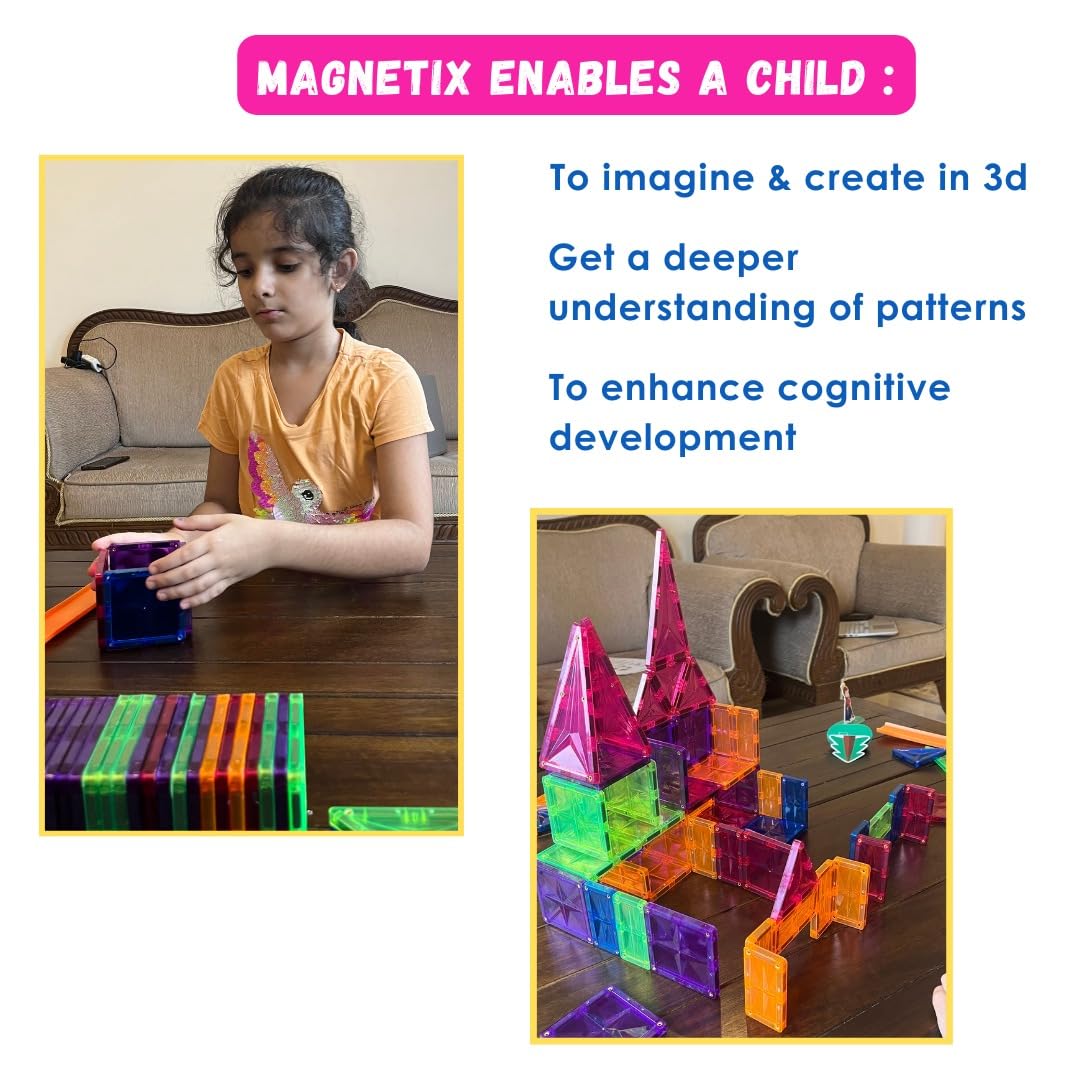 MAGNETIX ENABLES A CHILD :
To imagine & create in 3d
Get a deeper
understanding of patterns
To enhance cognitive
development